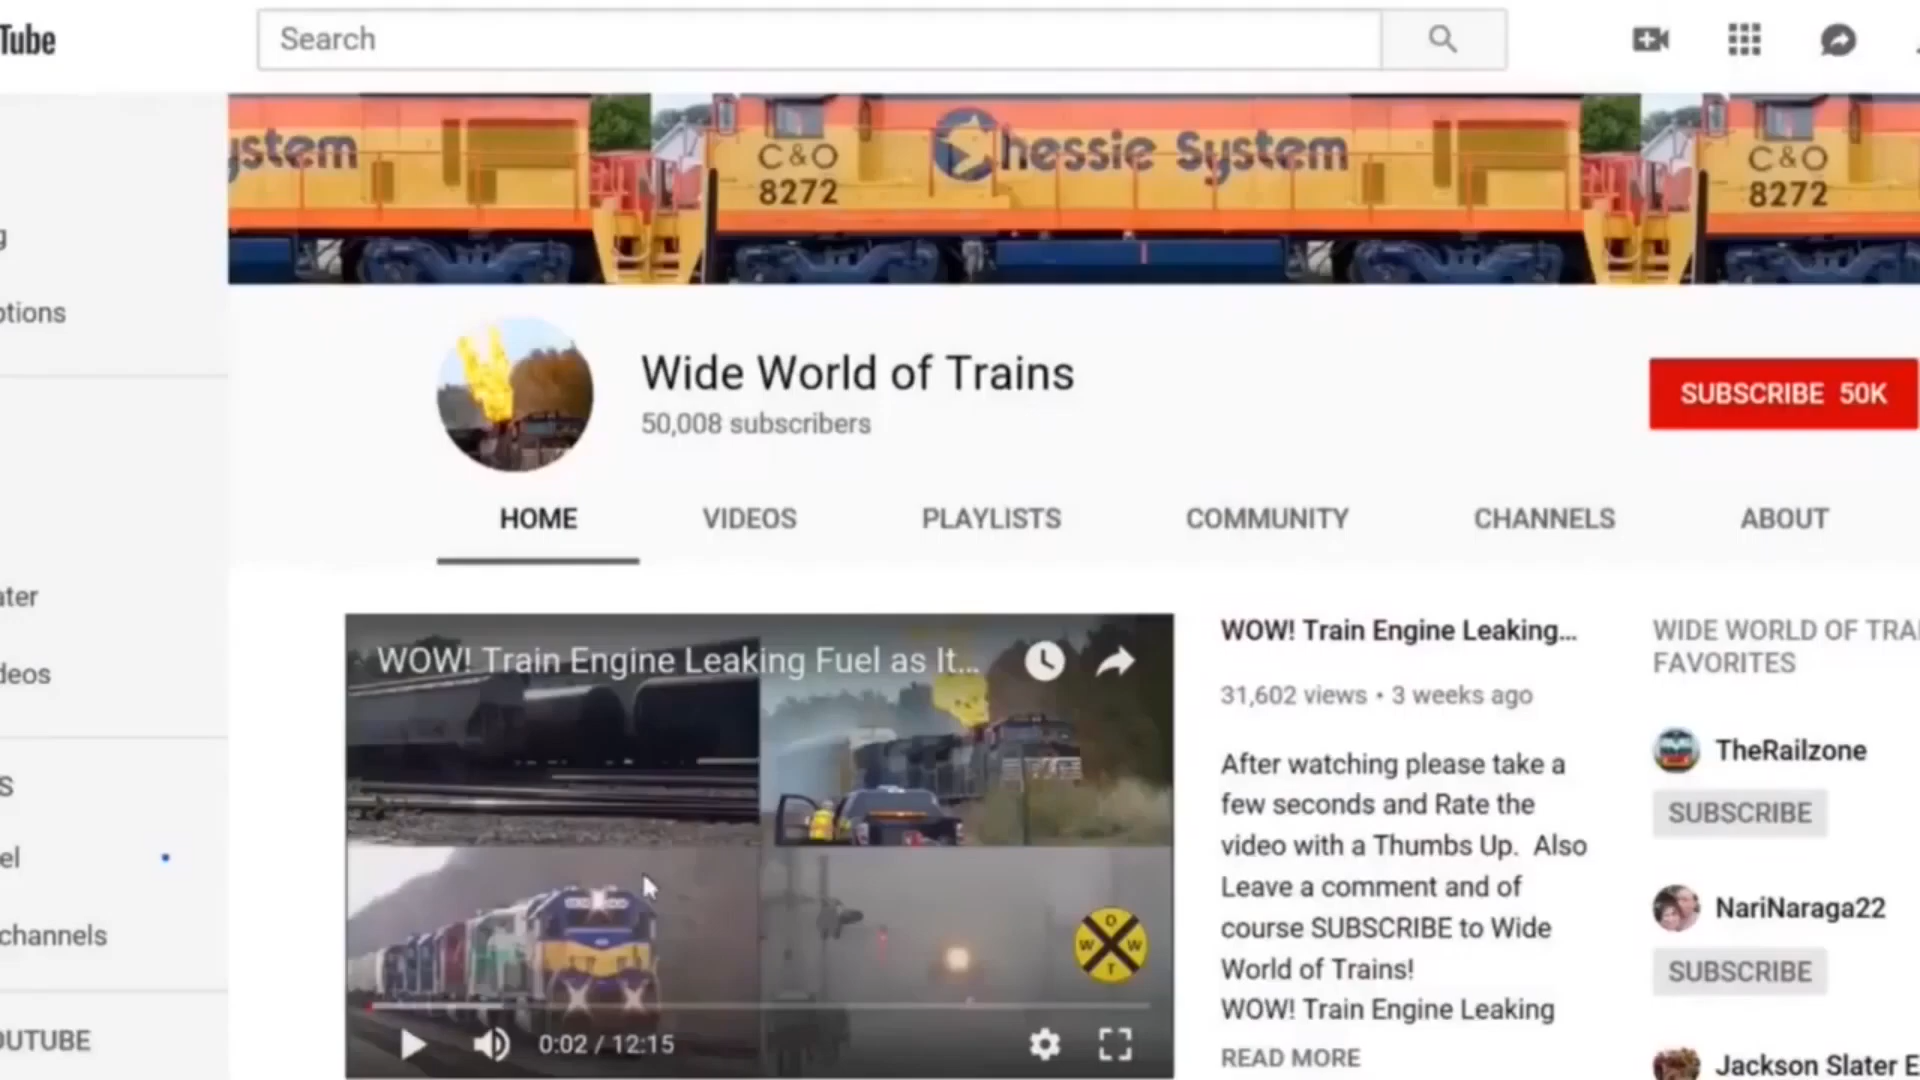 Tube
Search
ystem
C&O
8272
Chessie System
C&O
8272
Wide World of Trains
50,008 subscribers
SUBSCRIBE 50K
HOME
VIDEOS
PLAYLISTS
COMMUNITY
CHANNELS
ABOUT
g
ptions
ater
deos
S
el
channels
OUTUBE
WOW! Train Engine Leaking Fuel as It...
O
W W
T
0:02 / 12:15
WOW! Train Engine Leaking...
31,602 views • 3 weeks ago
After watching please take a
few seconds and Rate the
video with a Thumbs Up. Also
Leave a comment and of
course SUBSCRIBE to Wide
World of Trains!
WOW! Train Engine Leaking
READ MORE
WIDE WORLD OF TRAI
FAVORITES
TheRailzone
SUBSCRIBE
NariNaraga22
SUBSCRIBE
Jackson Slater E